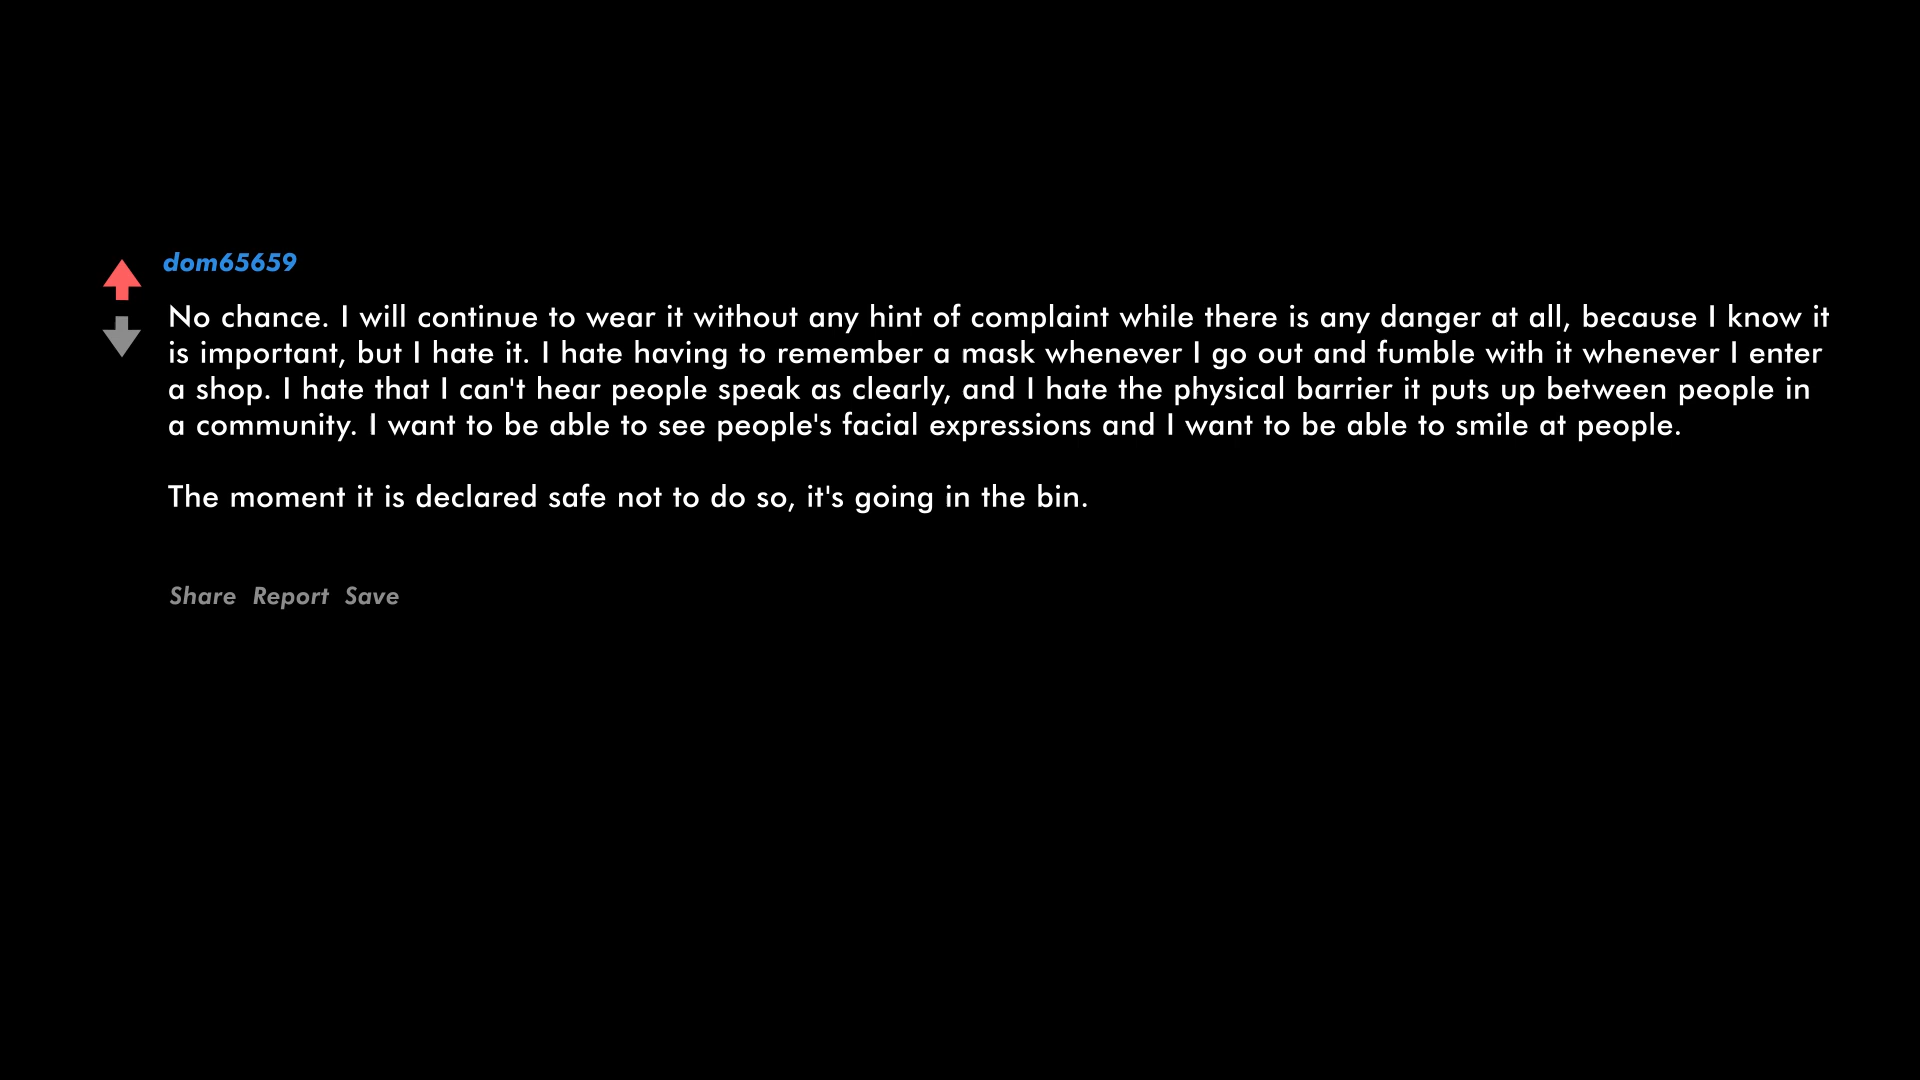 dom65659
No chance. I will continue to wear it without any hint of complaint while there is any danger at all, because I know it
is important, but I hate it. I hate having to remember a mask whenever I go out and fumble with it whenever I enter
a shop. I hate that I can't hear people speak as clearly, and I hate the physical barrier it puts up between people in
a community. I want to be able to see people's facial expressions and I want to be able to smile at people.
The moment it is declared safe not to do so, it's going in the bin.
Share Report Save